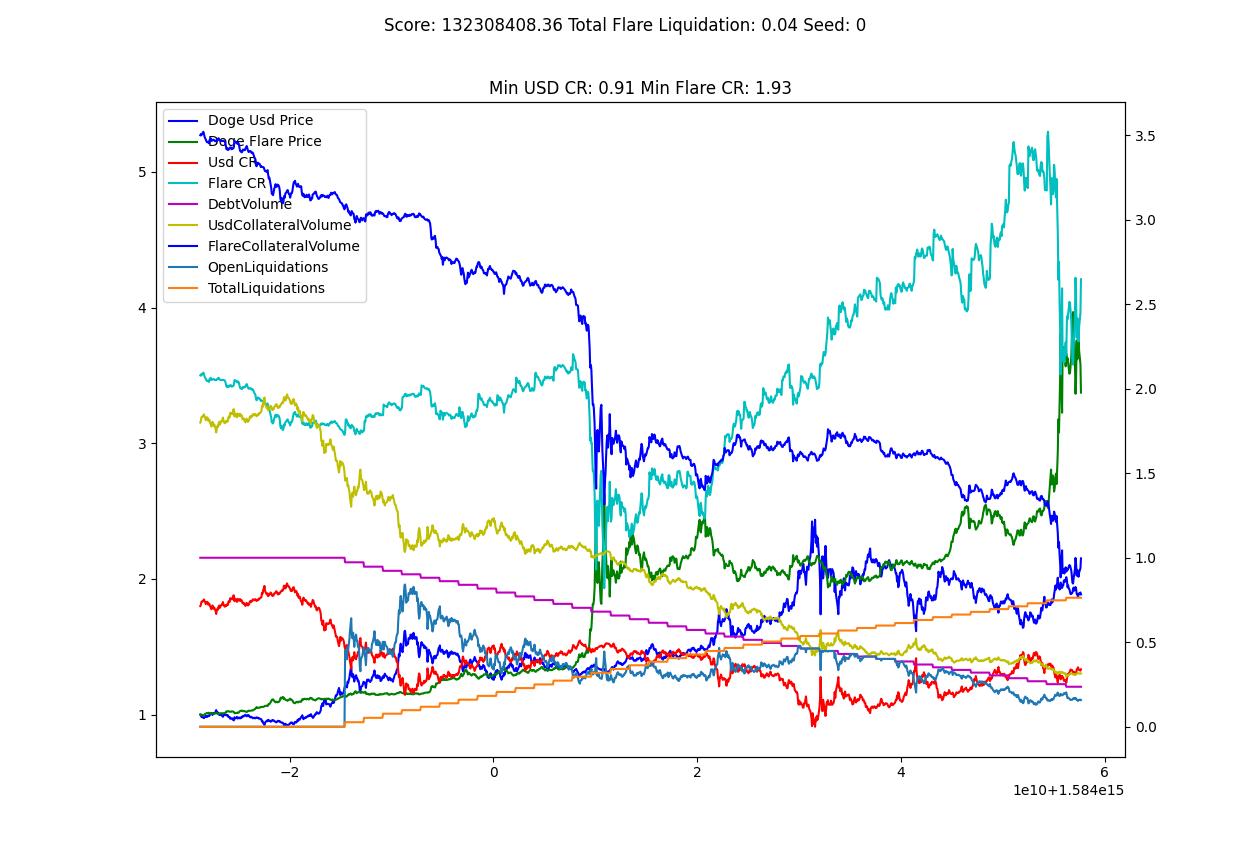 Score: 132308408.36 Total Flare Liquidation: 0.04 Seed: 0
Min USD CR: 0.91 Min Flare CR: 1.93
Doge Usd Price
Doge Flare Price
Usd CR
Flare CR
DebtVolume
UsdCollateralVolume
FlareCollateralVolume
OpenLiquidations
TotalLiquidations
5
4
3
2
1
3.5
3.0
2.5
2.0
1.5
1.0
0.5
0.0
−2
0
2
4
6
1e10+1.584e15